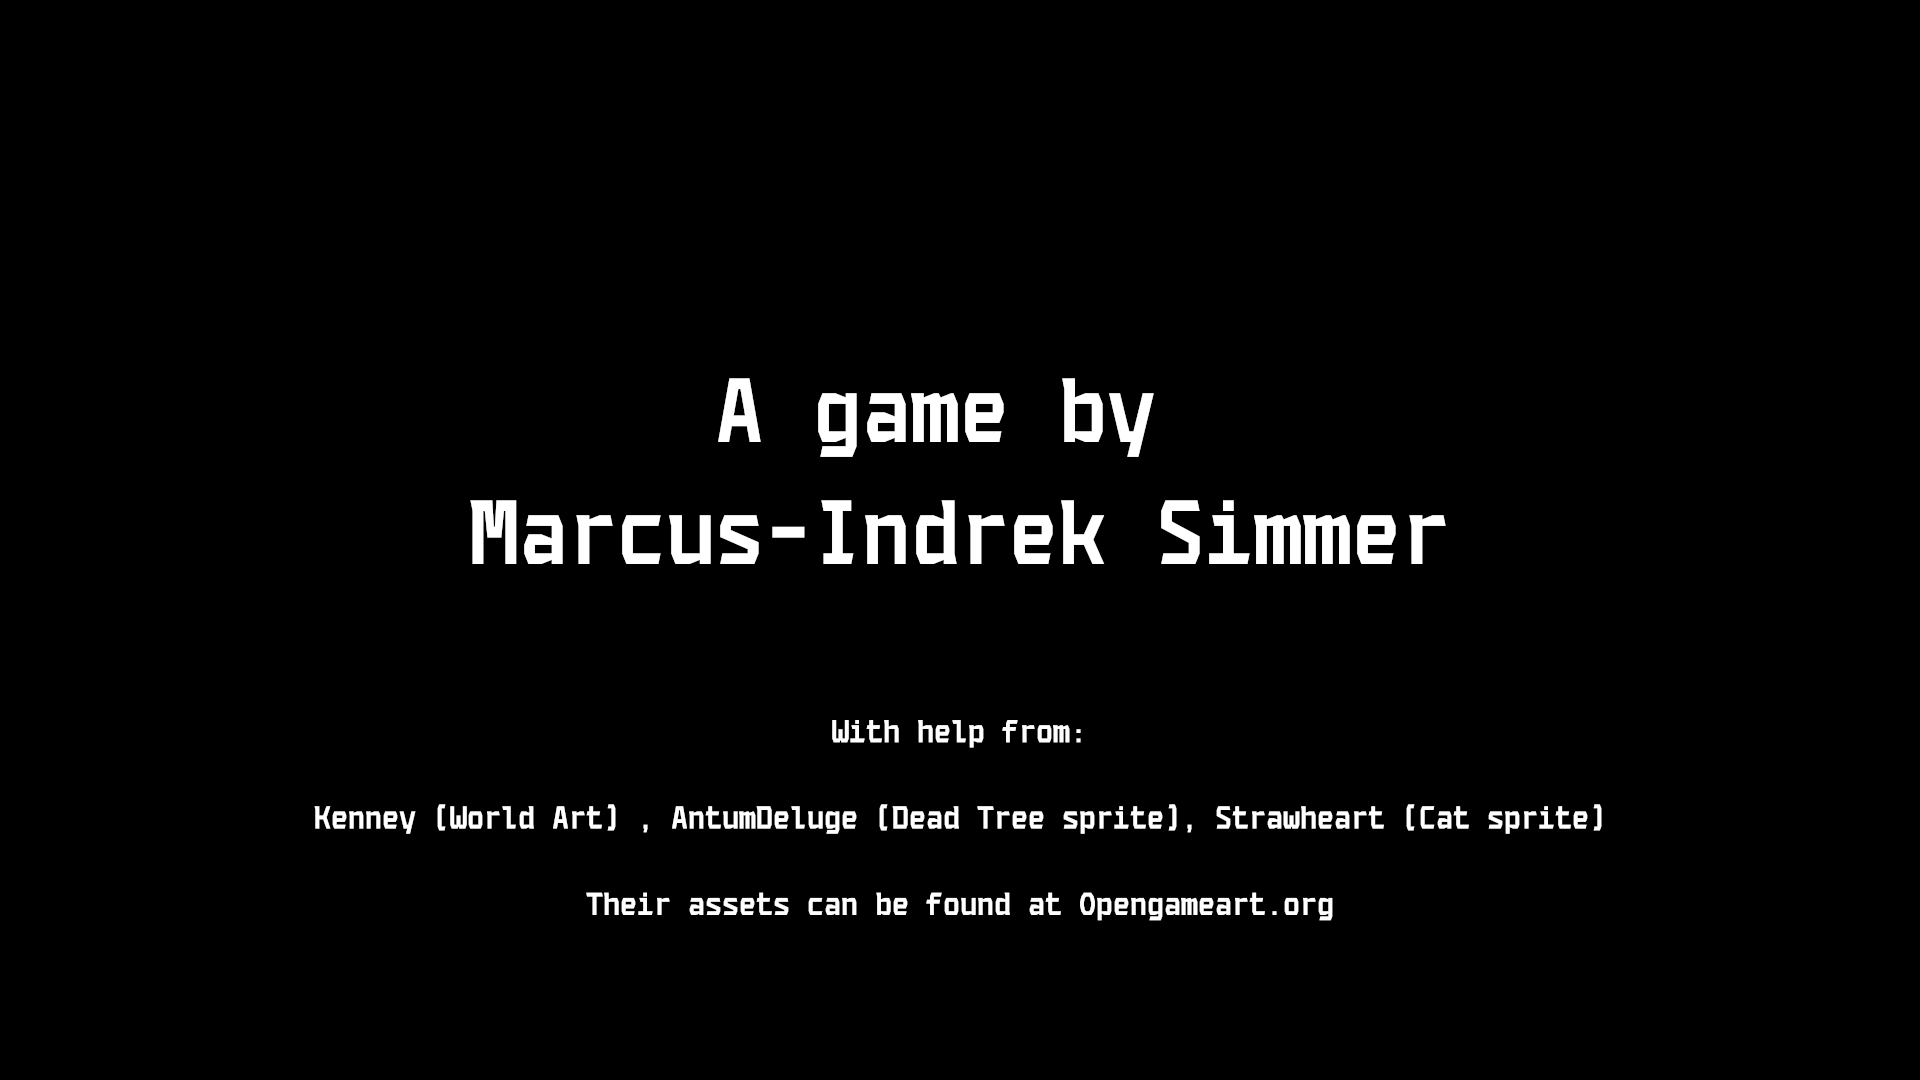 A game by
Marcus-Indrek Simmer
With help from:
Kenney (World Art) , AntumDeluge (Dead Tree sprite), Strawheart (Cat sprite)
Their assets can be found at Opengameart.org